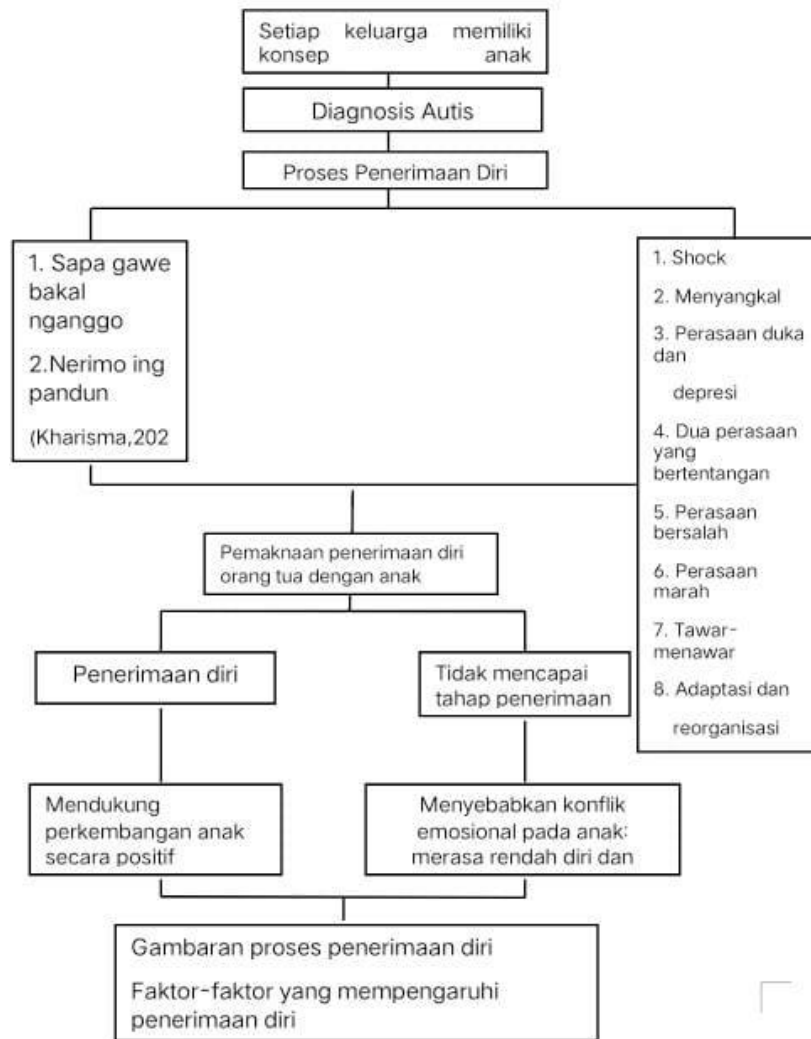 Setiap keluarga memiliki
konsep anak
Diagnosis Autis
Proses Penerimaan Diri
1. Sapa gawe
bakal
nganggo
2.Nerimo ing
pandun
(Kharisma,202
1. Shock
2. Menyangkal
3. Perasaan duka
dan
depresi
4. Dua perasaan
yang
bertentangan
5. Perasaan
bersalah
6. Perasaan
marah
7. Tawar-
menawar
8. Adaptasi dan
reorganisasi
Pemaknaan penerimaan diri
orang tua dengan anak
Penerimaan diri
Tidak mencapai
tahap penerimaan
Mendukung
perkembangan anak
secara positif
Menyebabkan konflik
emosional pada anak:
merasa rendah diri dan
Gambaran proses penerimaan diri
Faktor-faktor yang mempengaruhi
penerimaan diri